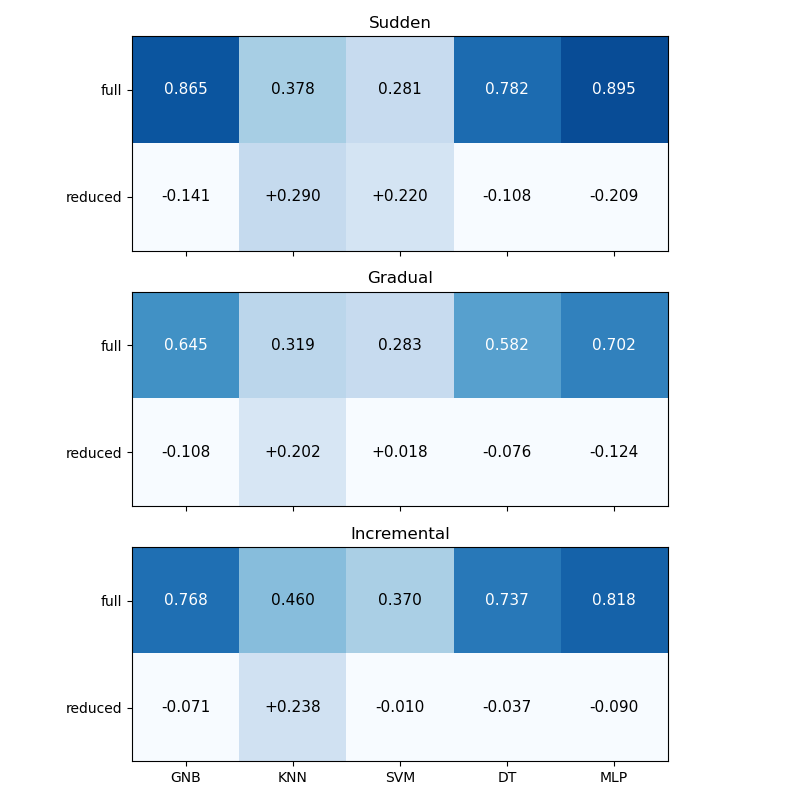 Sudden
full 0.865 0.378 0.281 0.782 0.895
reduced -0.141 +0.290 +0.220 -0.108 -0.209
Gradual
full 0.645 0.319 0.283 0.582 0.702
reduced -0.108 +0.202 +0.018 -0.076 -0.124
Incremental
full 0.768 0.460 0.370 0.737 0.818
reduced -0.071 +0.238 -0.010 -0.037 -0.090
GNB KNN SVM DT MLP